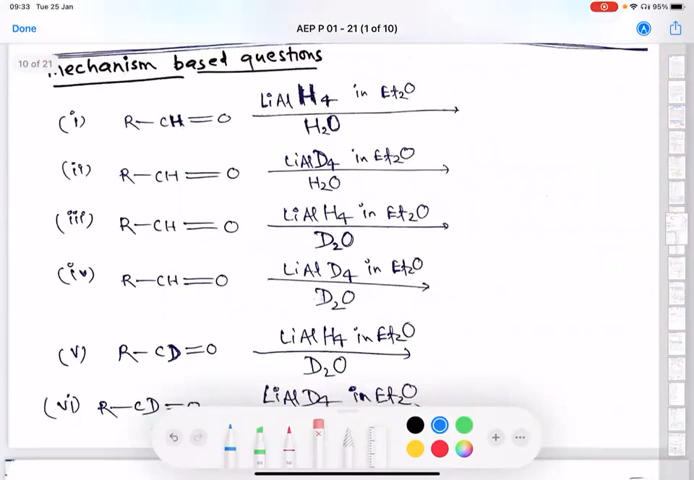 09:33 Tue 25 Jan
95%
Done
AEP P 01 - 21 (1 of 10)
10 of 21
Mechanism based questions
(i) R—CH=O LiAlH4 in Et2O
H2O
(ii) R—CH=O LiAlD4 in Et2O
H2O
(iii) R—CH=O LiAlH4 in Et2O
D2O
(iv) R—CH=O LiAlD4 in Et2O
D2O
(v) R—CD=O LiAlH4 in Et2O
D2O
(vi) R—CD=O LiAlD4 in Et2O